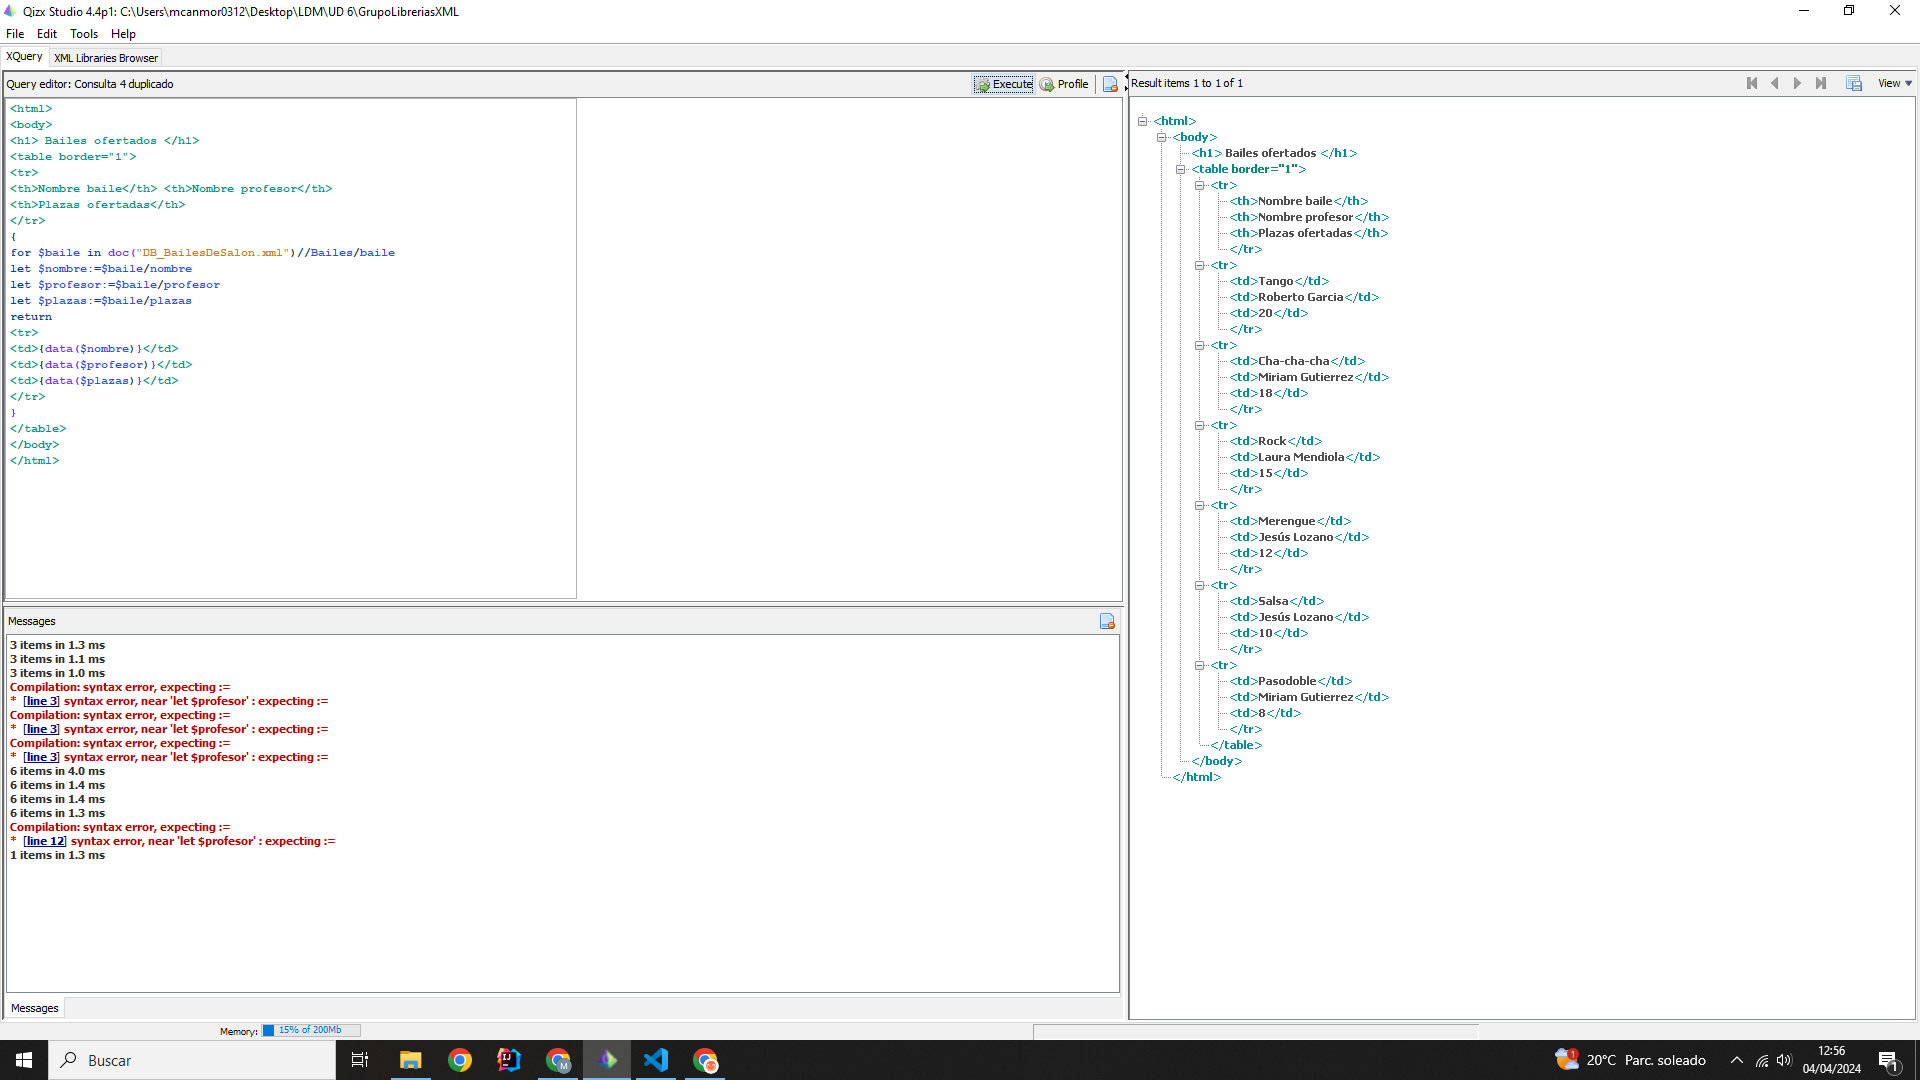 Qizx Studio 4.4p1: C:\Users\mcanmor0312\Desktop\LDM\UD 6\GrupoLibreriasXML
File Edit Tools Help
XQuery XML Libraries Browser
Query editor: Consulta 4 duplicado
Execute Profile
<html>
<body>
<h1> Bailes ofertados </h1>
<table border="1">
<tr>
<th>Nombre baile</th> <th>Nombre profesor</th>
<th>Plazas ofertadas</th>
</tr>
{
for $baile in doc("DB_BailesDeSalon.xml")//Bailes/baile
let $nombre:=$baile/nombre
let $profesor:=$baile/profesor
let $plazas:=$baile/plazas
return
<tr>
<td>{data($nombre)}</td>
<td>{data($profesor)}</td>
<td>{data($plazas)}</td>
</tr>
}
</table>
</body>
</html>
Messages
3 items in 1.3 ms
3 items in 1.1 ms
3 items in 1.0 ms
Compilation: syntax error, expecting :=
* [line 3] syntax error, near 'let $profesor' : expecting :=
Compilation: syntax error, expecting :=
* [line 3] syntax error, near 'let $profesor' : expecting :=
Compilation: syntax error, expecting :=
* [line 3] syntax error, near 'let $profesor' : expecting :=
6 items in 4.0 ms
6 items in 1.4 ms
6 items in 1.4 ms
6 items in 1.3 ms
Compilation: syntax error, expecting :=
* [line 12] syntax error, near 'let $profesor' : expecting :=
1 items in 1.3 ms
Messages
Memory: 15% of 200Mb
Result items 1 to 1 of 1
View
<html>
<body>
<h1> Bailes ofertados </h1>
<table border="1">
<tr>
<th>Nombre baile</th>
<th>Nombre profesor</th>
<th>Plazas ofertadas</th>
</tr>
<tr>
<td>Tango</td>
<td>Roberto Garcia</td>
<td>20</td>
</tr>
<tr>
<td>Cha-cha-cha</td>
<td>Miriam Gutierrez</td>
<td>18</td>
</tr>
<tr>
<td>Rock</td>
<td>Laura Mendiola</td>
<td>15</td>
</tr>
<tr>
<td>Merengue</td>
<td>Jesús Lozano</td>
<td>12</td>
</tr>
<tr>
<td>Salsa</td>
<td>Jesús Lozano</td>
<td>10</td>
</tr>
<tr>
<td>Pasodoble</td>
<td>Miriam Gutierrez</td>
<td>8</td>
</tr>
</table>
</body>
</html>
Buscar
IJ
M
1
20°C Parc. soleado
12:56
04/04/2024
1